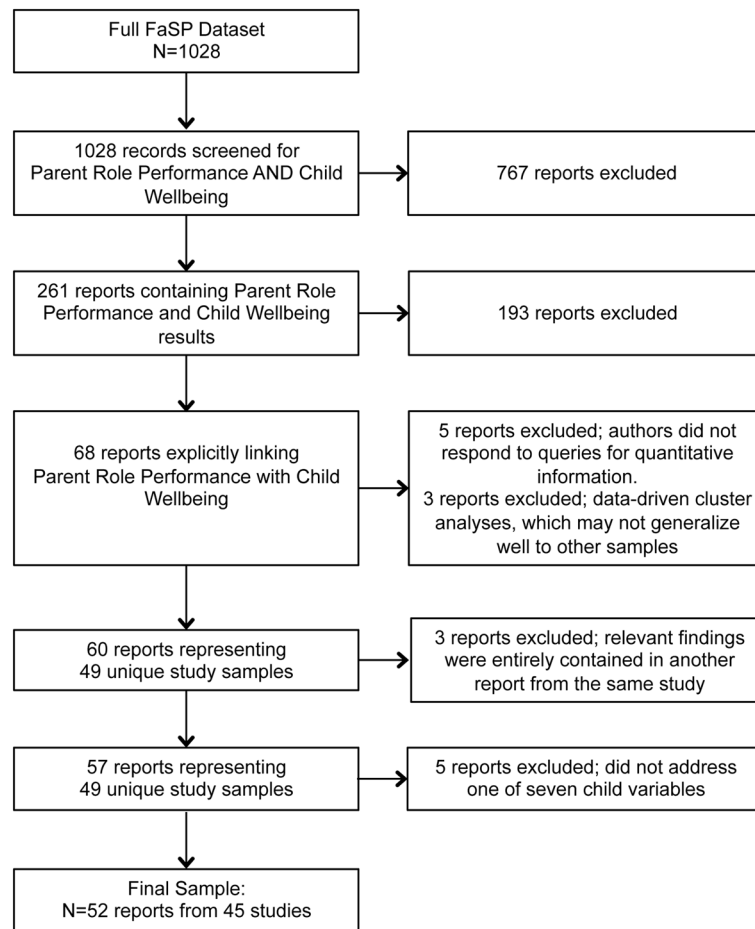 Full FaSP Dataset
N=1028
1028 records screened for
Parent Role Performance AND Child
Wellbeing
767 reports excluded
261 reports containing Parent Role
Performance and Child Wellbeing
results
193 reports excluded
68 reports explicitly linking
Parent Role Performance with Child
Wellbeing
5 reports excluded; authors did not
respond to queries for quantitative
information.
3 reports excluded; data-driven cluster
analyses, which may not generalize
well to other samples
60 reports representing
49 unique study samples
3 reports excluded; relevant findings
were entirely contained in another
report from the same study
57 reports representing
49 unique study samples
5 reports excluded; did not address
one of seven child variables
Final Sample:
N=52 reports from 45 studies